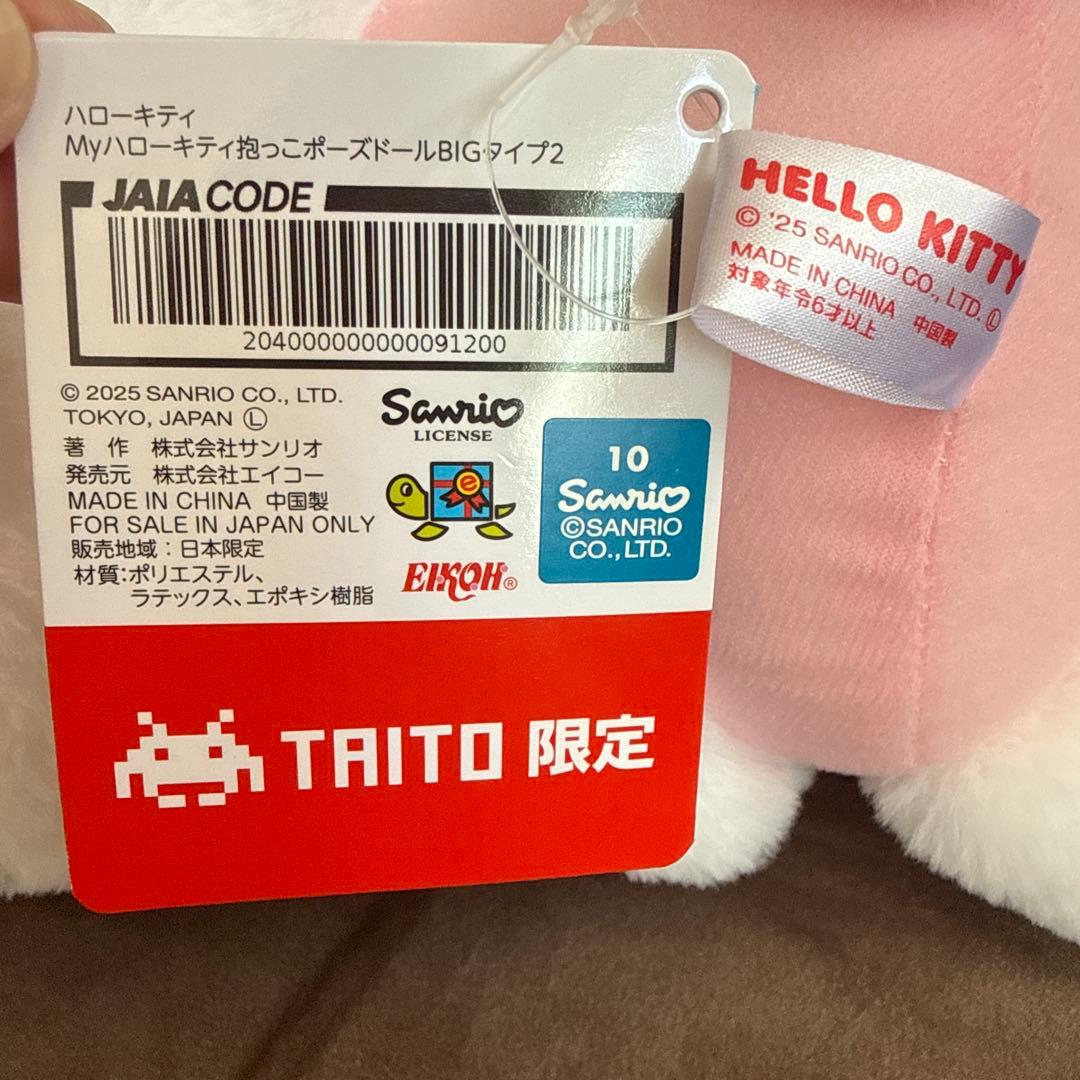 ハローキティ
Myハローキティ抱っこポーズドールBIG タイプ2
JAIA CODE
204000000000091200
© 2025 SANRIO CO., LTD.
TOKYO, JAPAN Ⓛ
著 作 株式会社サンリオ
発売元 株式会社エイコー
MADE IN CHINA 中国製
FOR SALE IN JAPAN ONLY
販売地域：日本限定
材質:ポリエステル、
ラテックス、エポキシ樹脂
Sanrio
LICENSE
e
EIKOH®
10
Sanrio
©SANRIO
CO., LTD.
TAITO 限定
HELLO KITTY
© '25 SANRIO CO., LTD. Ⓛ
MADE IN CHINA 中国製
対象年令6才以上